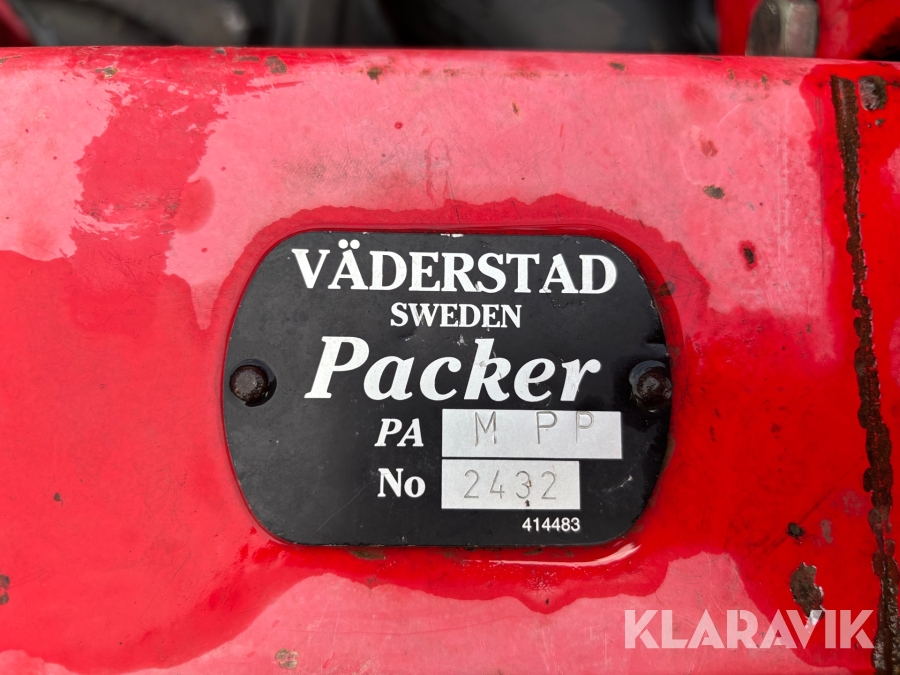 VÄDERSTAD
SWEDEN
Packer
PA M PP
No 2432
414483
KLARAVIK